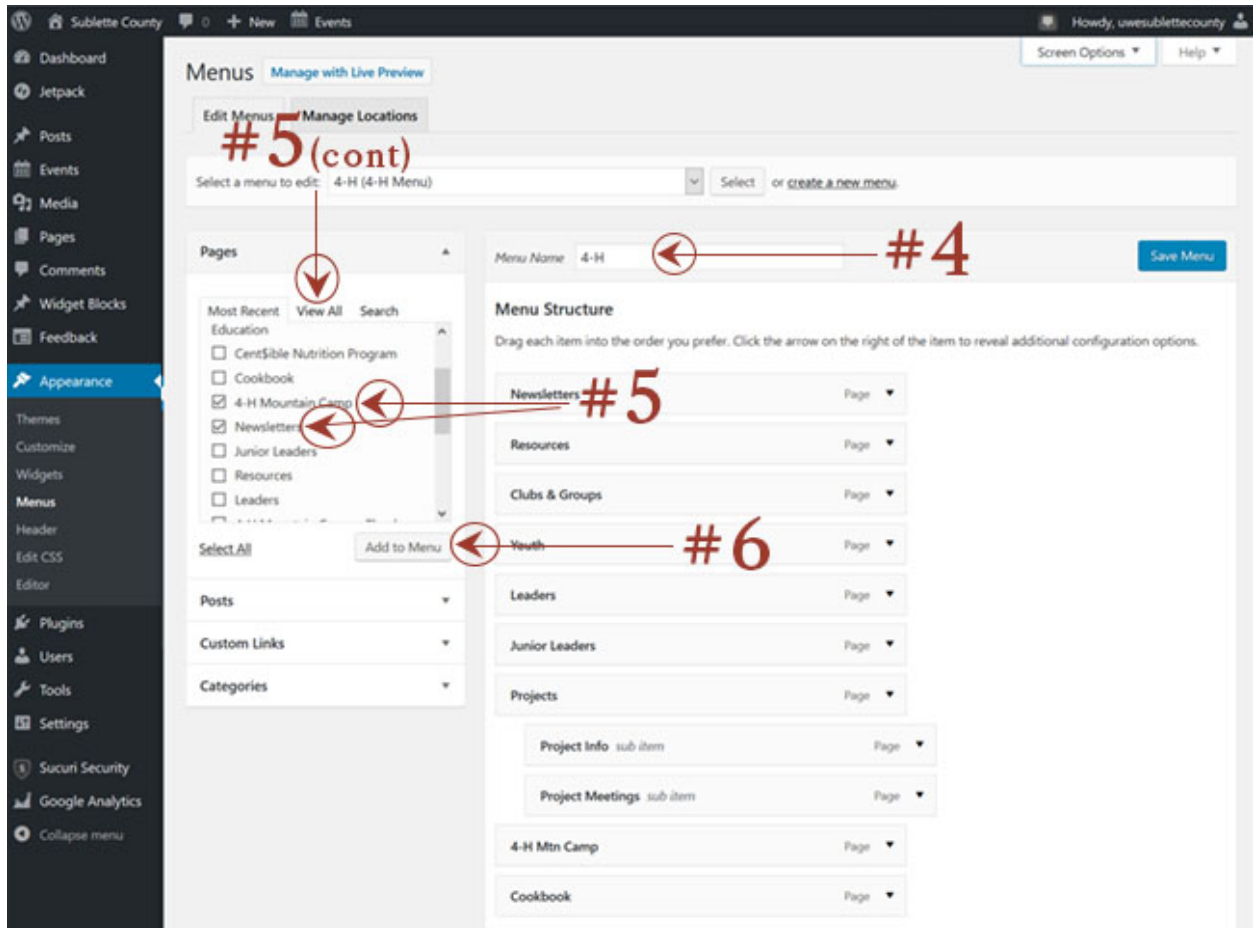 Sublette County 0 + New Events Howdy, uwesublettecounty
Dashboard
Jetpack
Posts
Events
Media
Pages
Comments
Widget Blocks
Feedback
Appearance
Themes
Customize
Widgets
Menus
Header
Edit CSS
Editor
Plugins
Users
Tools
Settings
Sucuri Security
Google Analytics
Collapse menu
Screen Options Help
Menus Manage with Live Preview
Edit Menus Manage Locations
#5 (cont)
Select a menu to edit: 4-H (4-H Menu) Select or create a new menu.
Pages
Most Recent View All Search
Education
Cent$ible Nutrition Program
Cookbook
4-H Mountain Camp
Newsletters
Junior Leaders
Resources
Leaders
Select All Add to Menu
Posts
Custom Links
Categories
Menu Name 4-H #4 Save Menu
Menu Structure
Drag each item into the order you prefer. Click the arrow on the right of the item to reveal additional configuration options.
Newsletters #5 Page
Resources Page
Clubs & Groups Page
Youth #6 Page
Leaders Page
Junior Leaders Page
Projects Page
Project Info sub item Page
Project Meetings sub item Page
4-H Mtn Camp Page
Cookbook Page